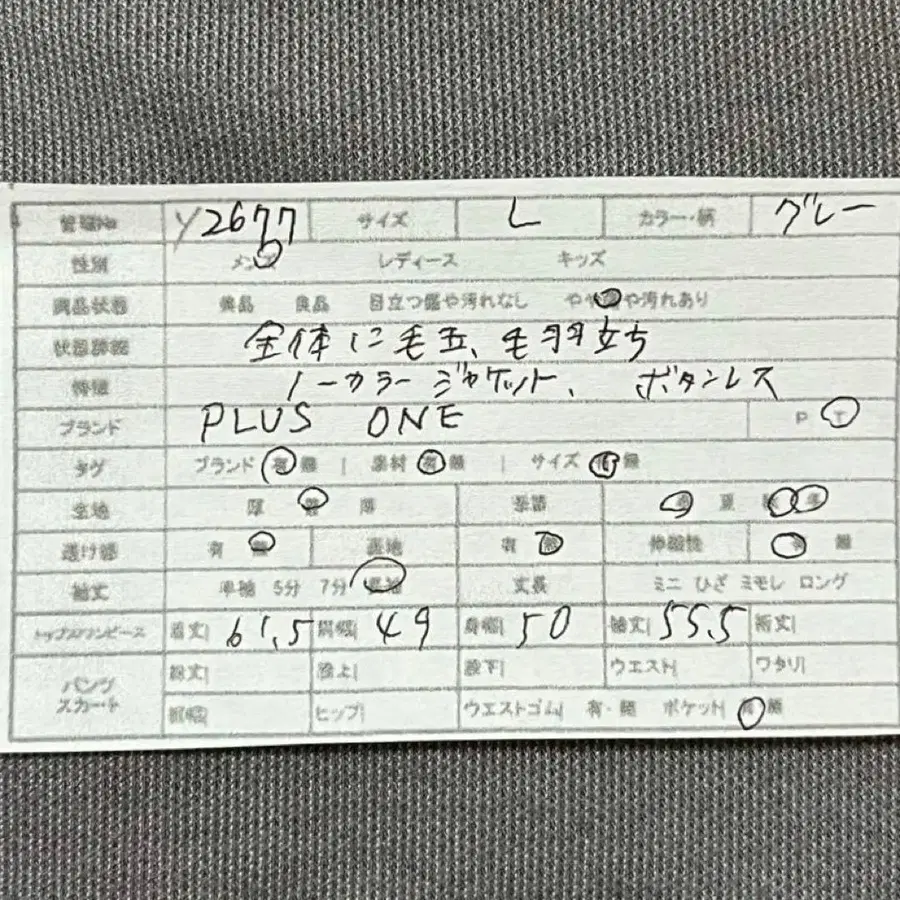 管理No Y2677 サイズ L カラー・柄 グレー
性別 メンズ レディース キッズ
商品状態 美品 良品 目立つ傷や汚れなし やや傷や汚れあり
状態詳細 全体に毛玉、毛羽立ち
特徴 ノーカラージャケット、 ボタンレス
ブランド PLUS ONE P T
タグ ブランド 有 無 | 素材 有 無 | サイズ 有 無
生地 厚 普 薄 季節 春 夏 秋 冬
透け感 有 無 裏地 有 無 伸縮性 有 無
袖丈 半袖 5分 7分 長袖 丈長 ミニ ひざ ミモレ ロング
トップス/ワンピース 着丈| 61.5 肩幅| 49 身幅| 50 袖丈| 55.5 裄丈|
パンツ スカート 総丈| 股上| 股下| ウエスト| ワタリ|
裾幅| ヒップ| ウエストゴム| 有・無 ポケット| 有 無